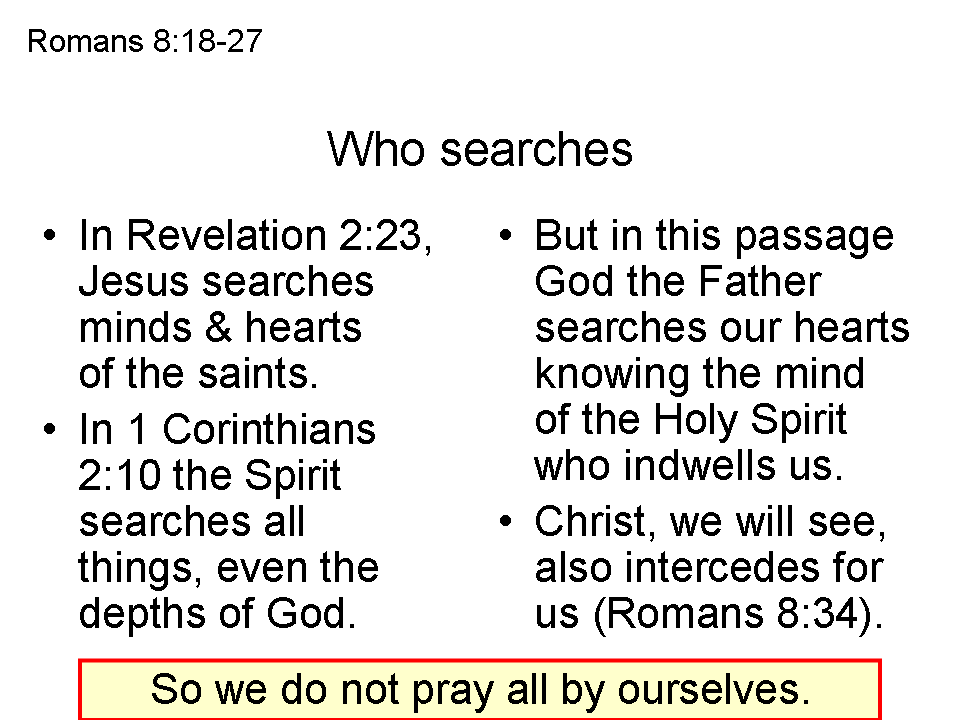 Romans 8:18-27
Who searches
• In Revelation 2:23,
Jesus searches
minds & hearts
of the saints.
• In 1 Corinthians
2:10 the Spirit
searches all
things, even the
depths of God.
• But in this passage
God the Father
searches our hearts
knowing the mind
of the Holy Spirit
who indwells us.
• Christ, we will see,
also intercedes for
us (Romans 8:34).
So we do not pray all by ourselves.